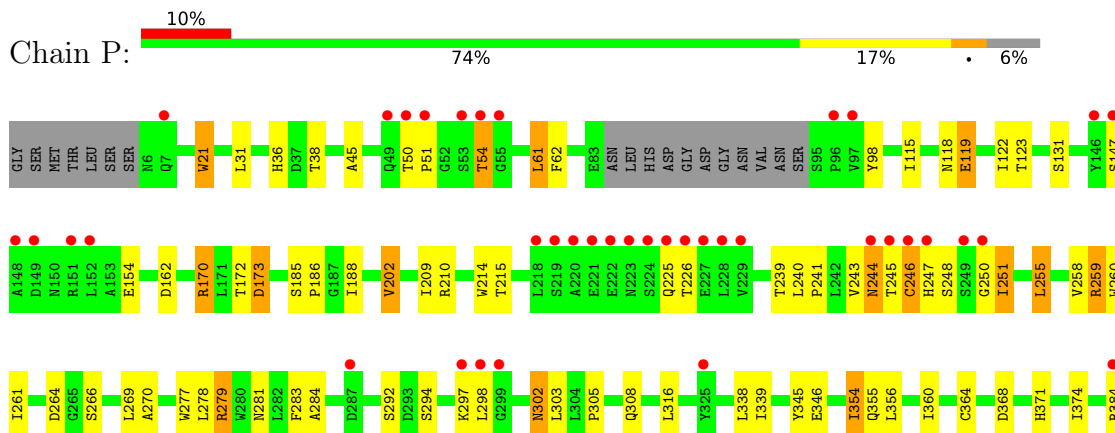 10%
Chain P:
74% 17% • 6%
GLY SER MET THR LEU SER SER N6 Q7 W21 L31 H36 D37 T38 A45 Q49 T50 P51 G52 S53 T54 G55 L61 F62 E83 ASN LEU HIS ASP GLY ASP GLY ASN VAL ASN SER S95 P96 V97 Y98 I115 N118 E119 I122 T123 S131 Y146 S147
A148 D149 N150 R151 L152 A153 E154 D162 R170 L171 T172 D173 S185 P186 G187 I188 V202 I209 R210 W214 T215 L218 S219 A220 E221 E222 N223 S224 Q225 T226 E227 L228 V229 T239 L240 P241 L242 V243 N244 T245 C246 H247 S248 S249 G250 I251 L255 V258 R259 W260
I261 D264 G265 S266 L269 A270 W277 L278 R279 W280 N281 L282 F283 A284 D287 S292 D293 S294 K297 L298 G299 N302 L303 L304 P305 Q308 L316 Y325 L338 I339 Y345 E346 I354 Q355 L356 I360 C364 D368 H371 I374